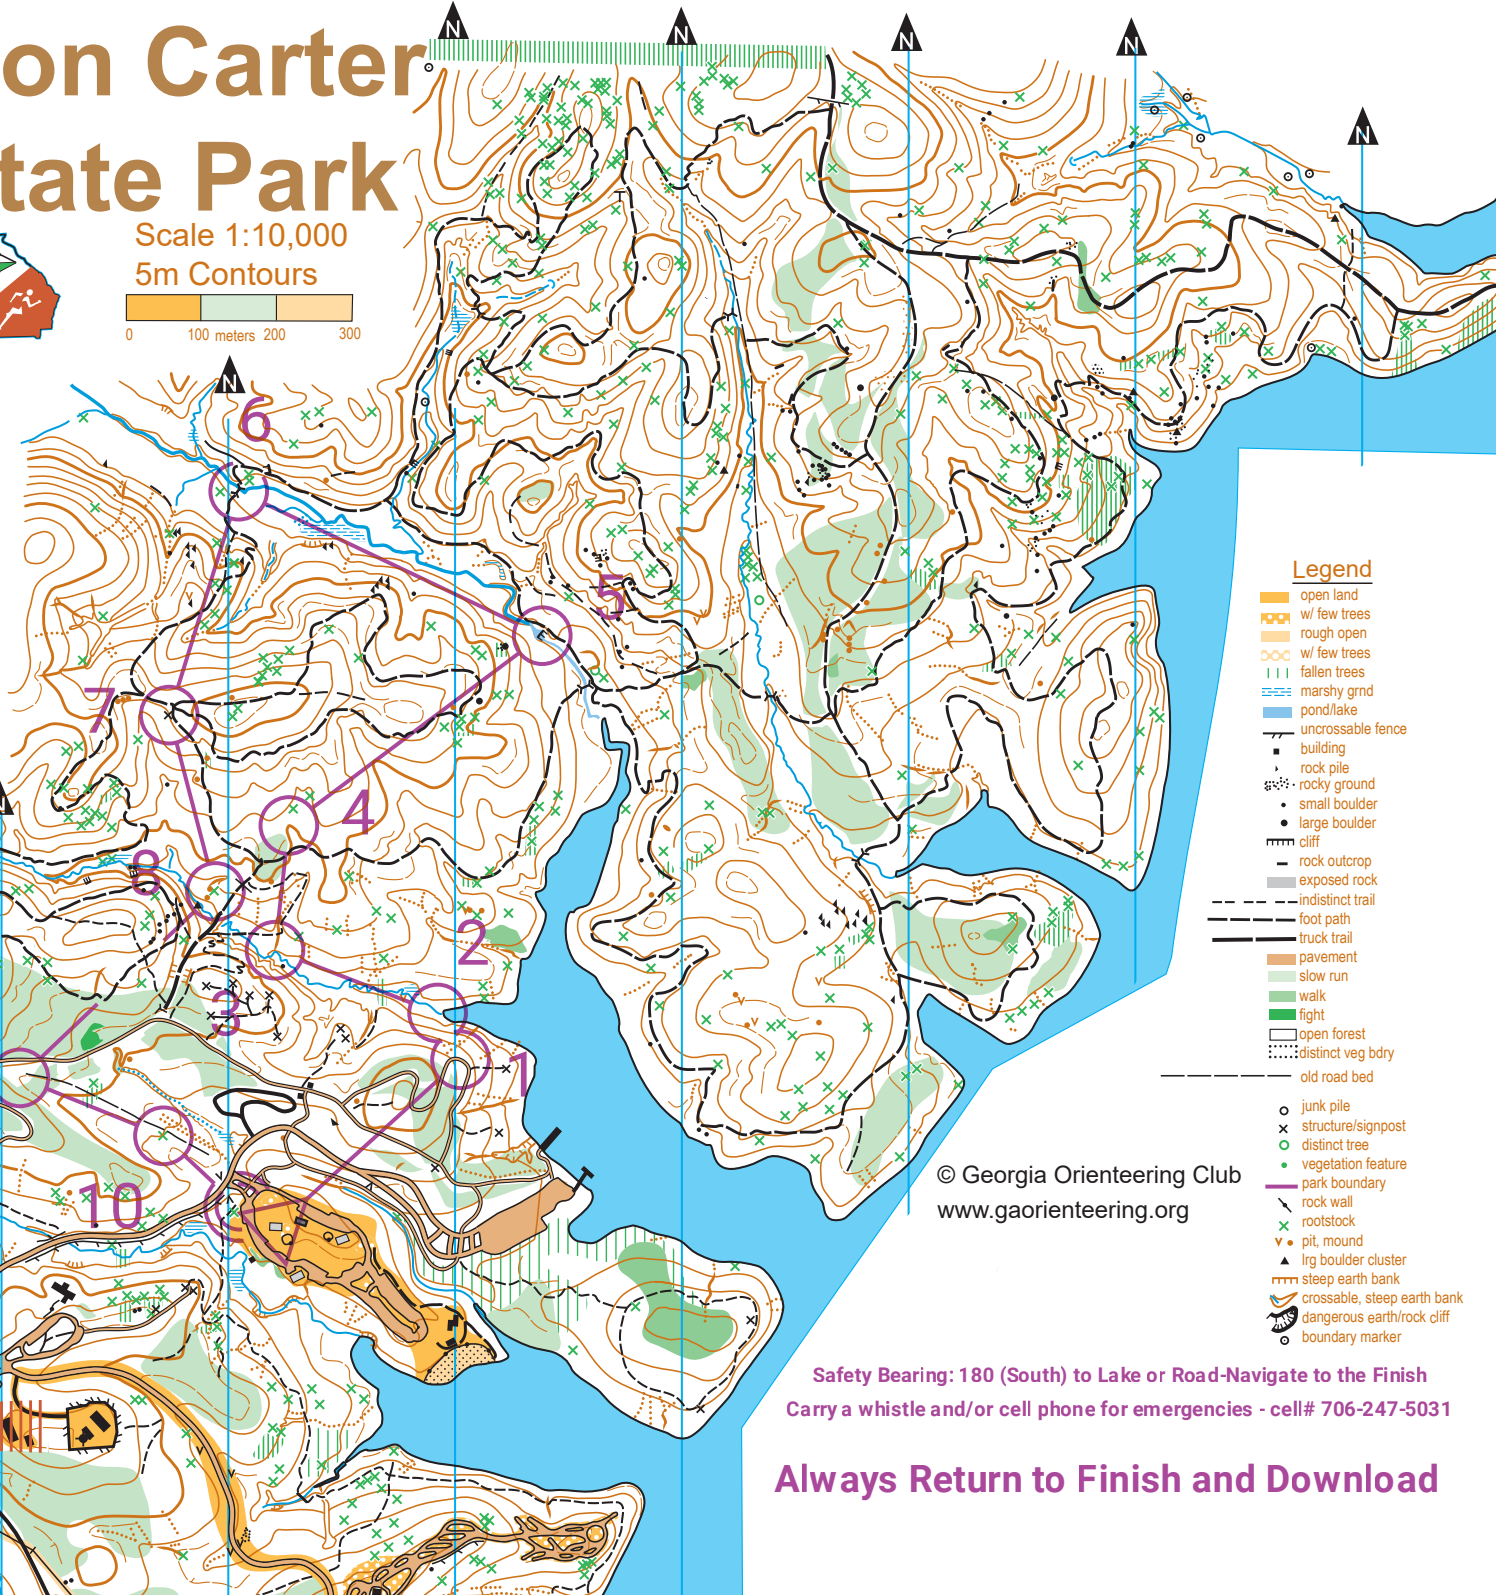 on Carter
tate Park
Scale 1:10,000
5m Contours
0 100 meters 200 300
N
N
N
N
N
N
N
6
5
7
4
8
2
3
1
10
Legend
open land
w/ few trees
rough open
w/ few trees
fallen trees
marshy grnd
pond/lake
uncrossable fence
building
rock pile
rocky ground
small boulder
large boulder
cliff
rock outcrop
exposed rock
indistinct trail
foot path
truck trail
pavement
slow run
walk
fight
open forest
distinct veg bdry
old road bed
junk pile
structure/signpost
distinct tree
vegetation feature
park boundary
rock wall
rootstock
pit, mound
lrg boulder cluster
steep earth bank
crossable, steep earth bank
dangerous earth/rock cliff
boundary marker
© Georgia Orienteering Club
www.gaorienteering.org
Safety Bearing: 180 (South) to Lake or Road-Navigate to the Finish
Carry a whistle and/or cell phone for emergencies - cell# 706-247-5031
Always Return to Finish and Download